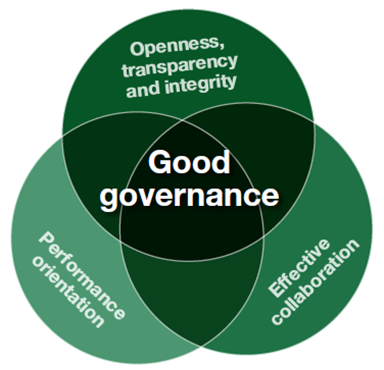 Openness,
transparency
and integrity
Good
governance
Performance
orientation
Effective
collaboration